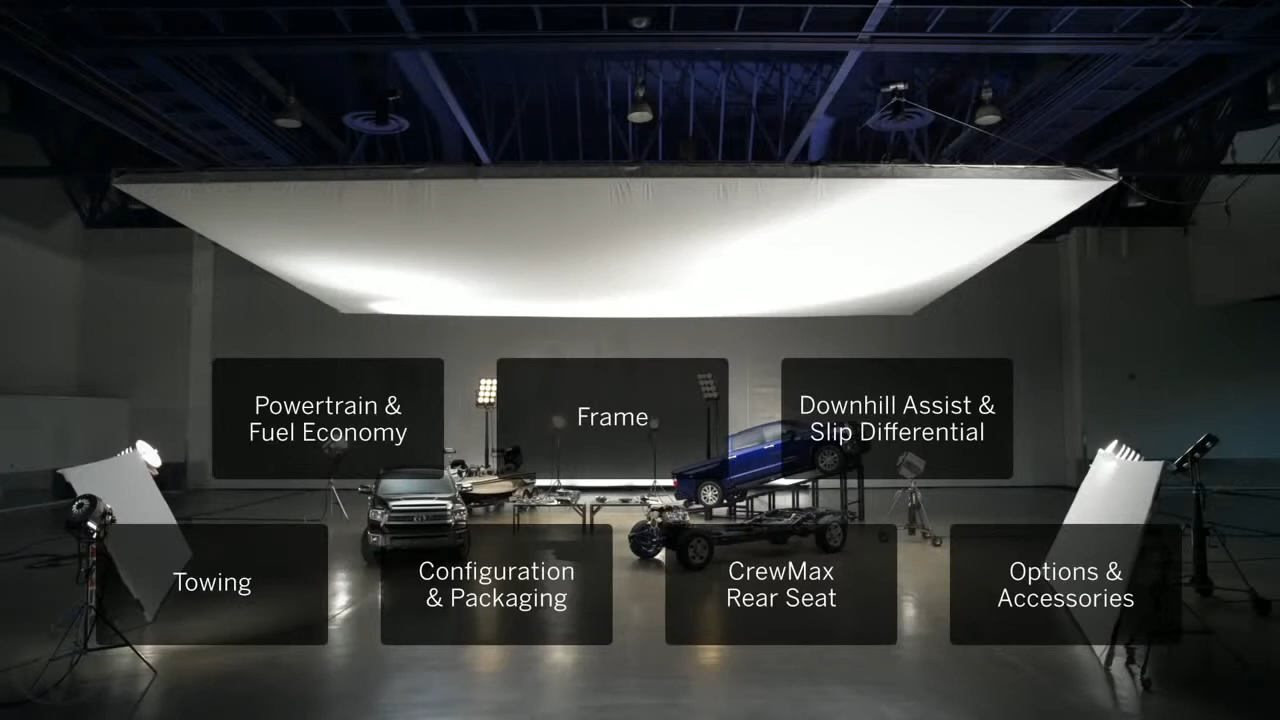 Powertrain &
Fuel Economy
Frame
Downhill Assist &
Slip Differential
Towing
Configuration
& Packaging
CrewMax
Rear Seat
Options &
Accessories